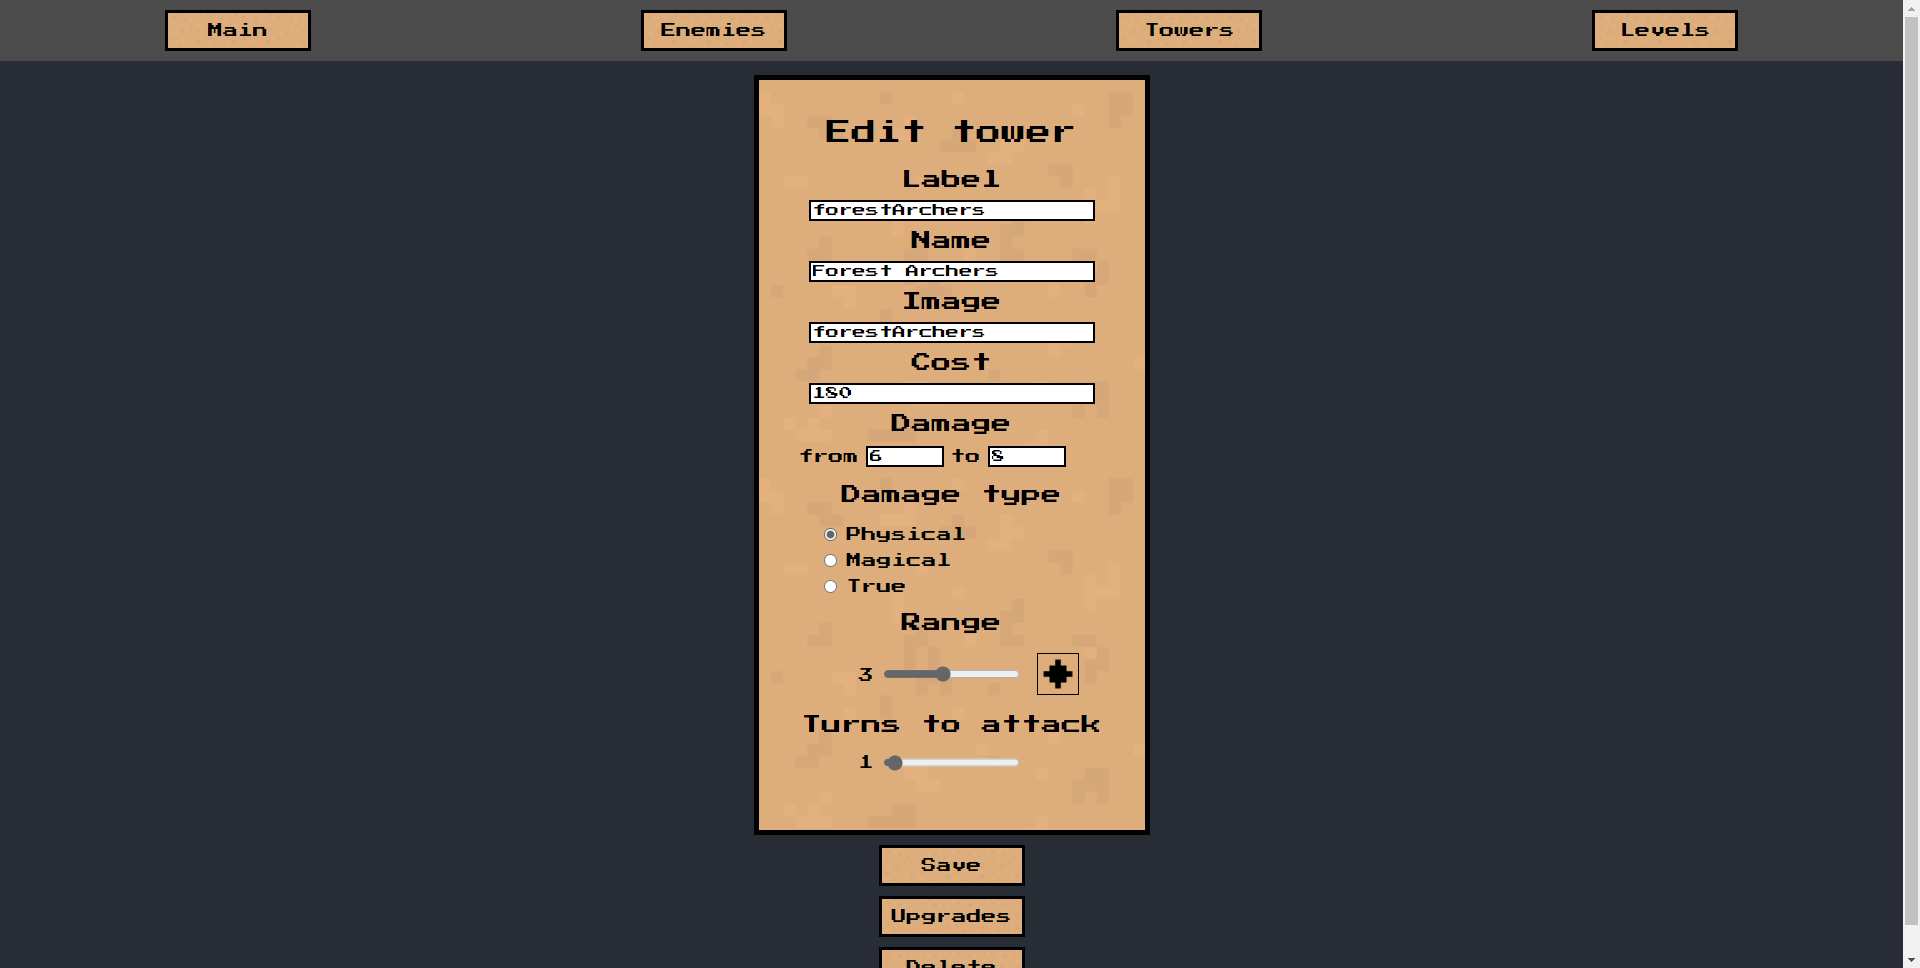 Main Enemies Towers Levels
Edit tower
Label
forestArchers
Name
Forest Archers
Image
forestArchers
Cost
180
Damage
from 6 to 8
Damage type
Physical
Magical
True
Range
3
Turns to attack
1
Save
Upgrades
Delete